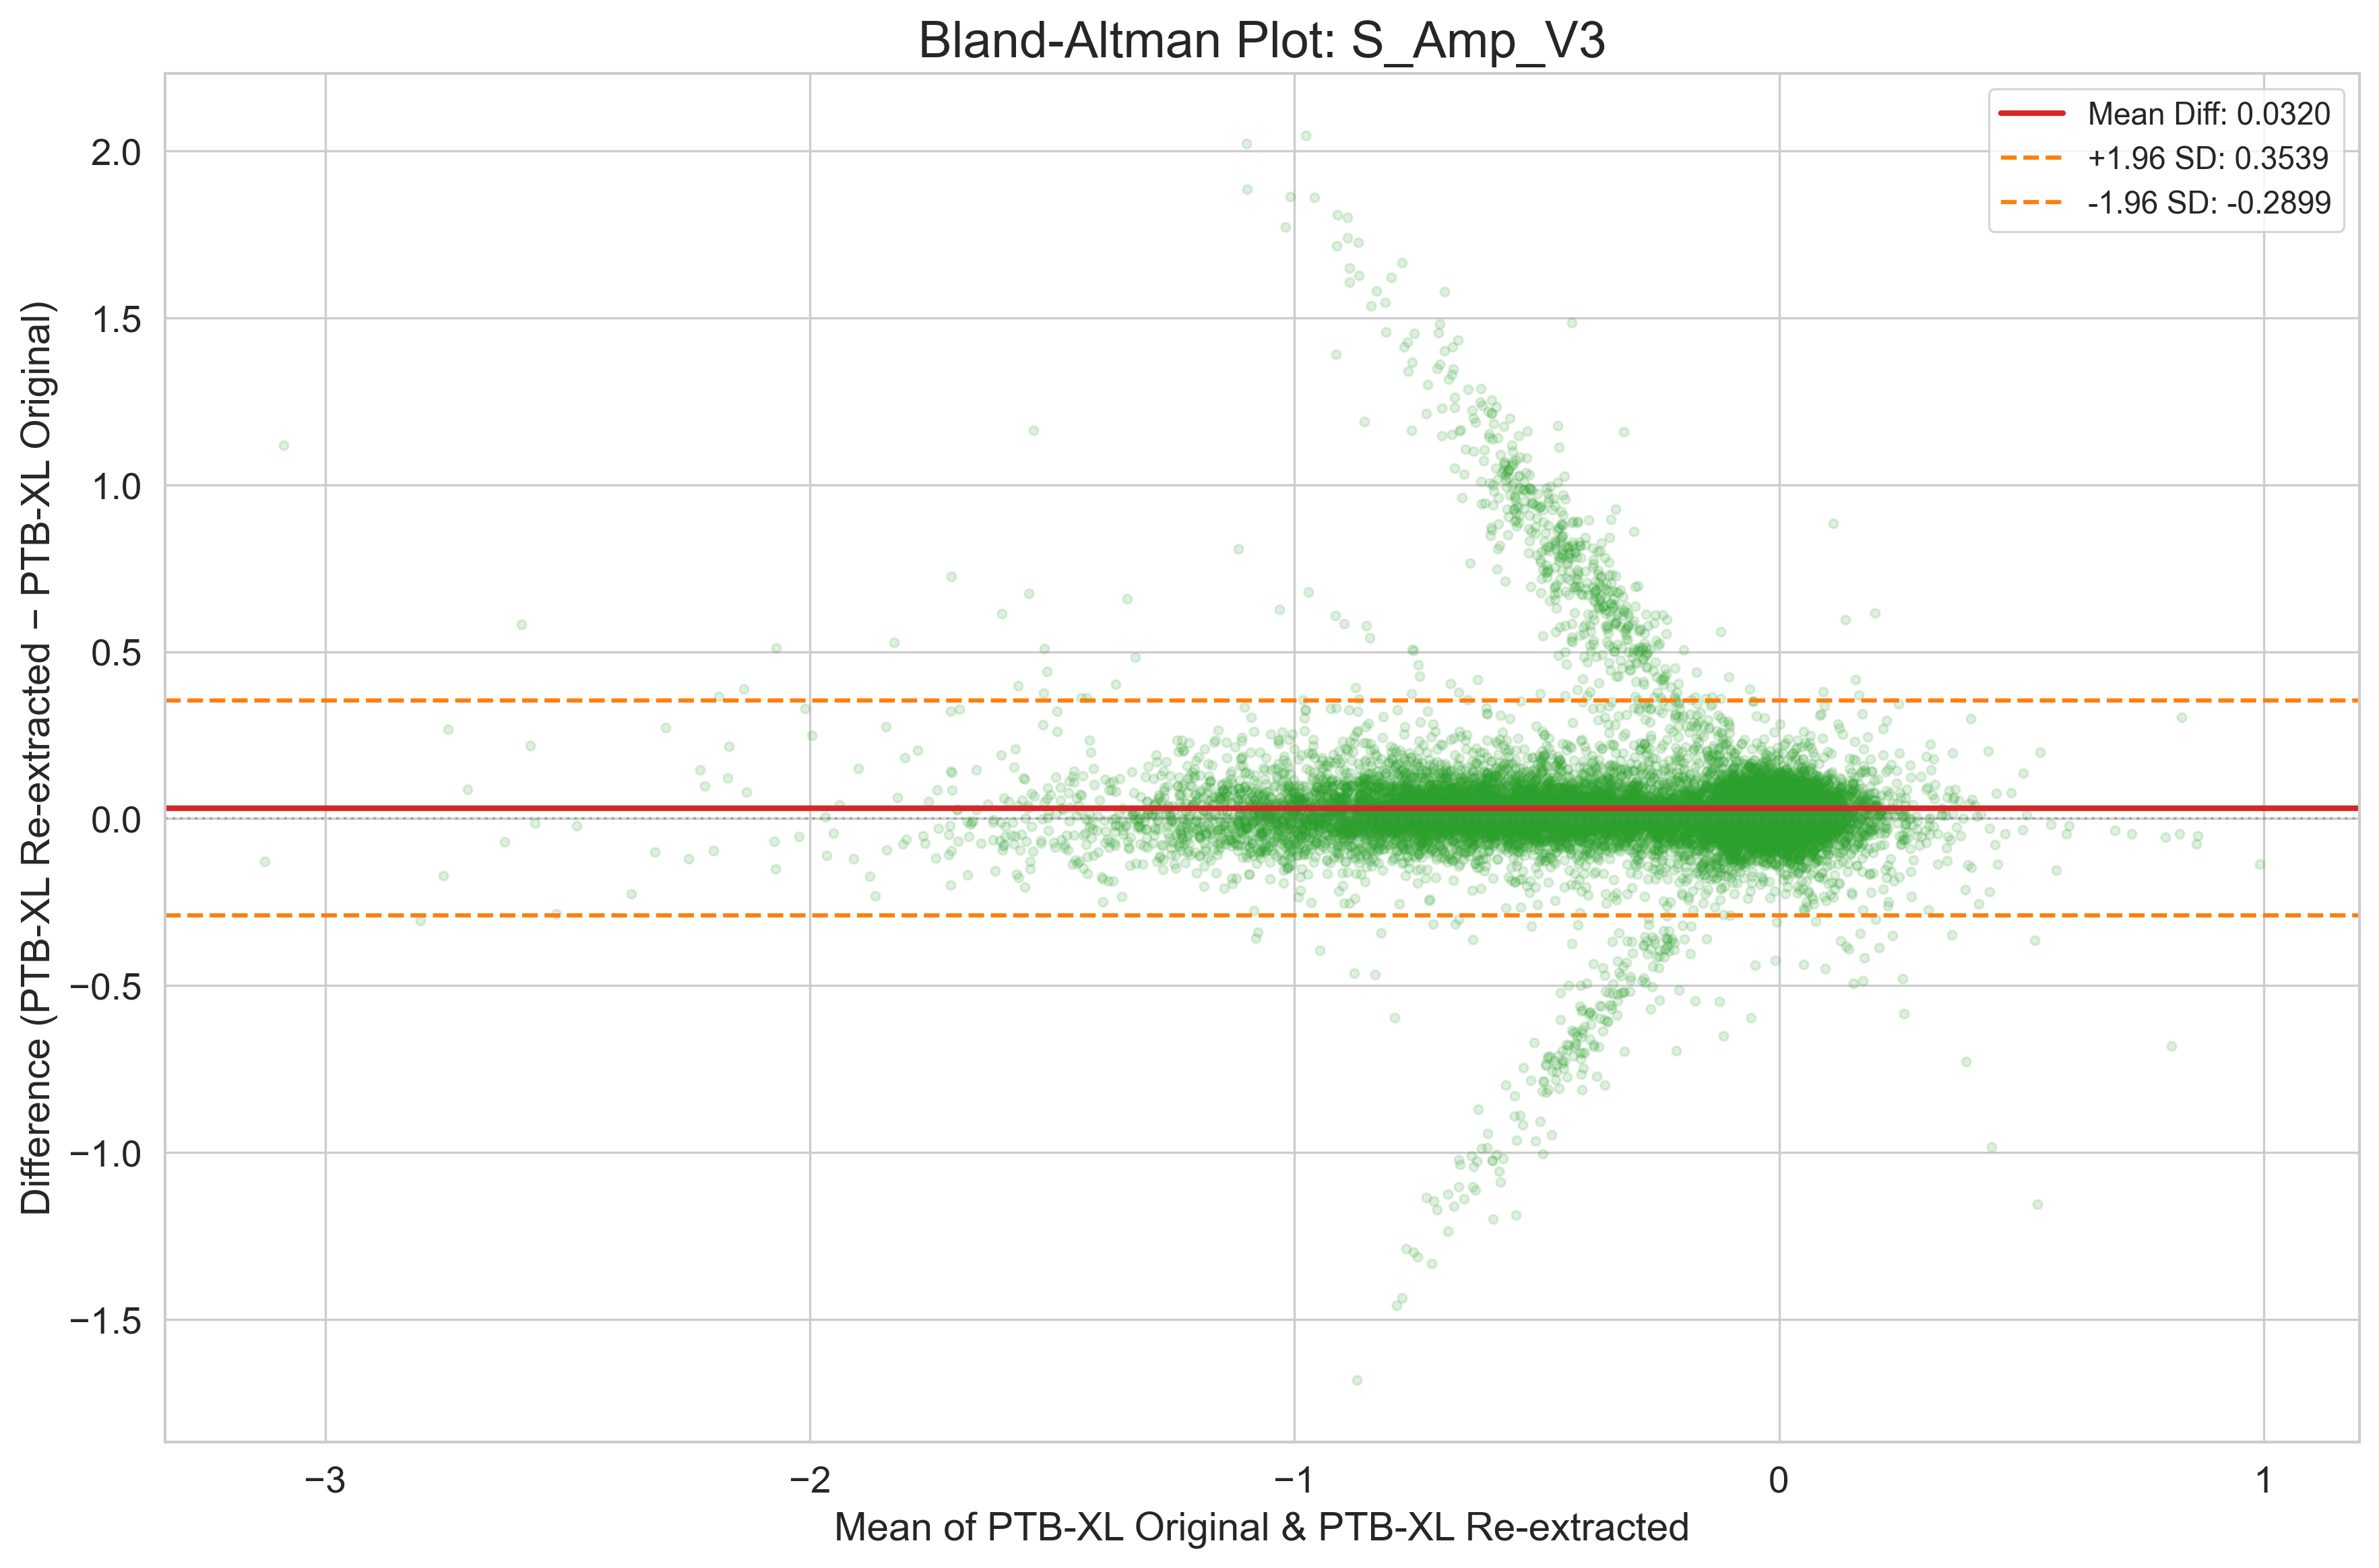 Bland-Altman Plot: S_Amp_V3
Mean Diff: 0.0320
+1.96 SD: 0.3539
-1.96 SD: -0.2899
Difference (PTB-XL Re-extracted − PTB-XL Original)
2.0
1.5
1.0
0.5
0.0
−0.5
−1.0
−1.5
−3
−2
−1
0
1
Mean of PTB-XL Original & PTB-XL Re-extracted